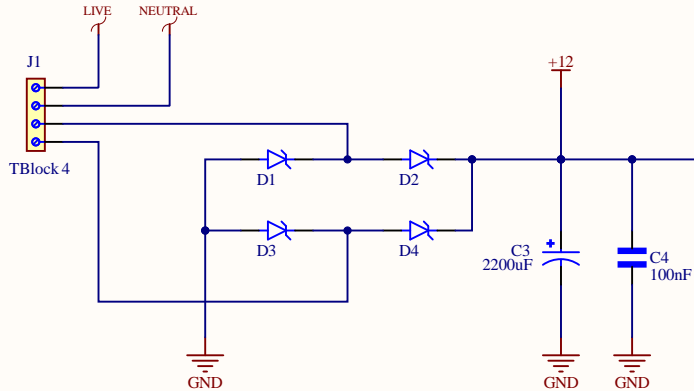 LIVE
NEUTRAL
J1
TBlock 4
+12
D1
D2
D3
D4
C3
2200uF
C4
100nF
GND
GND
GND